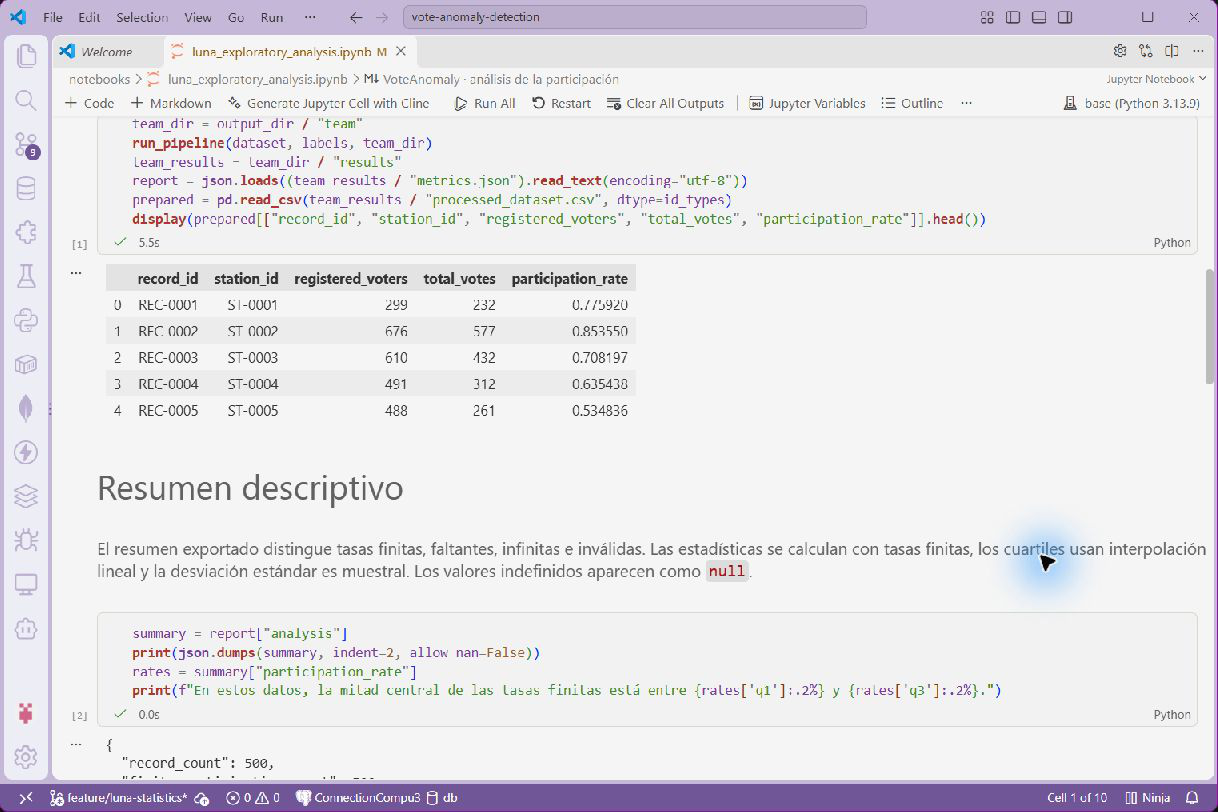 File Edit Selection View Go Run ··· vote-anomaly-detection
Welcome luna_exploratory_analysis.ipynb M
notebooks > luna_exploratory_analysis.ipynb > M↓ VoteAnomaly - análisis de la participación Jupyter Notebook
+ Code + Markdown Generate Jupyter Cell with Cline Run All Restart Clear All Outputs Jupyter Variables Outline ··· base (Python 3.13.9)
team_dir = output_dir / "team"
run_pipeline(dataset, labels, team_dir)
team_results = team_dir / "results"
report = json.loads((team_results / "metrics.json").read_text(encoding="utf-8"))
prepared = pd.read_csv(team_results / "processed_dataset.csv", dtype=id_types)
display(prepared[["record_id", "station_id", "registered_voters", "total_votes", "participation_rate"]].head())
[1] 5.5s Python
record_id station_id registered_voters total_votes participation_rate
0 REC-0001 ST-0001 299 232 0.775920
1 REC-0002 ST-0002 676 577 0.853550
2 REC-0003 ST-0003 610 432 0.708197
3 REC-0004 ST-0004 491 312 0.635438
4 REC-0005 ST-0005 488 261 0.534836
Resumen descriptivo
El resumen exportado distingue tasas finitas, faltantes, infinitas e inválidas. Las estadísticas se calculan con tasas finitas, los cuartiles usan interpolación
lineal y la desviación estándar es muestral. Los valores indefinidos aparecen como null.
summary = report["analysis"]
print(json.dumps(summary, indent=2, allow_nan=False))
rates = summary["participation_rate"]
print(f"En estos datos, la mitad central de las tasas finitas está entre {rates['q1']:.2%} y {rates['q3']:.2%}.")
[2] 0.0s Python
{
"record_count": 500,
9
feature/luna-statistics* 0 0 ConnectionCompu3 db Cell 1 of 10 Ninja